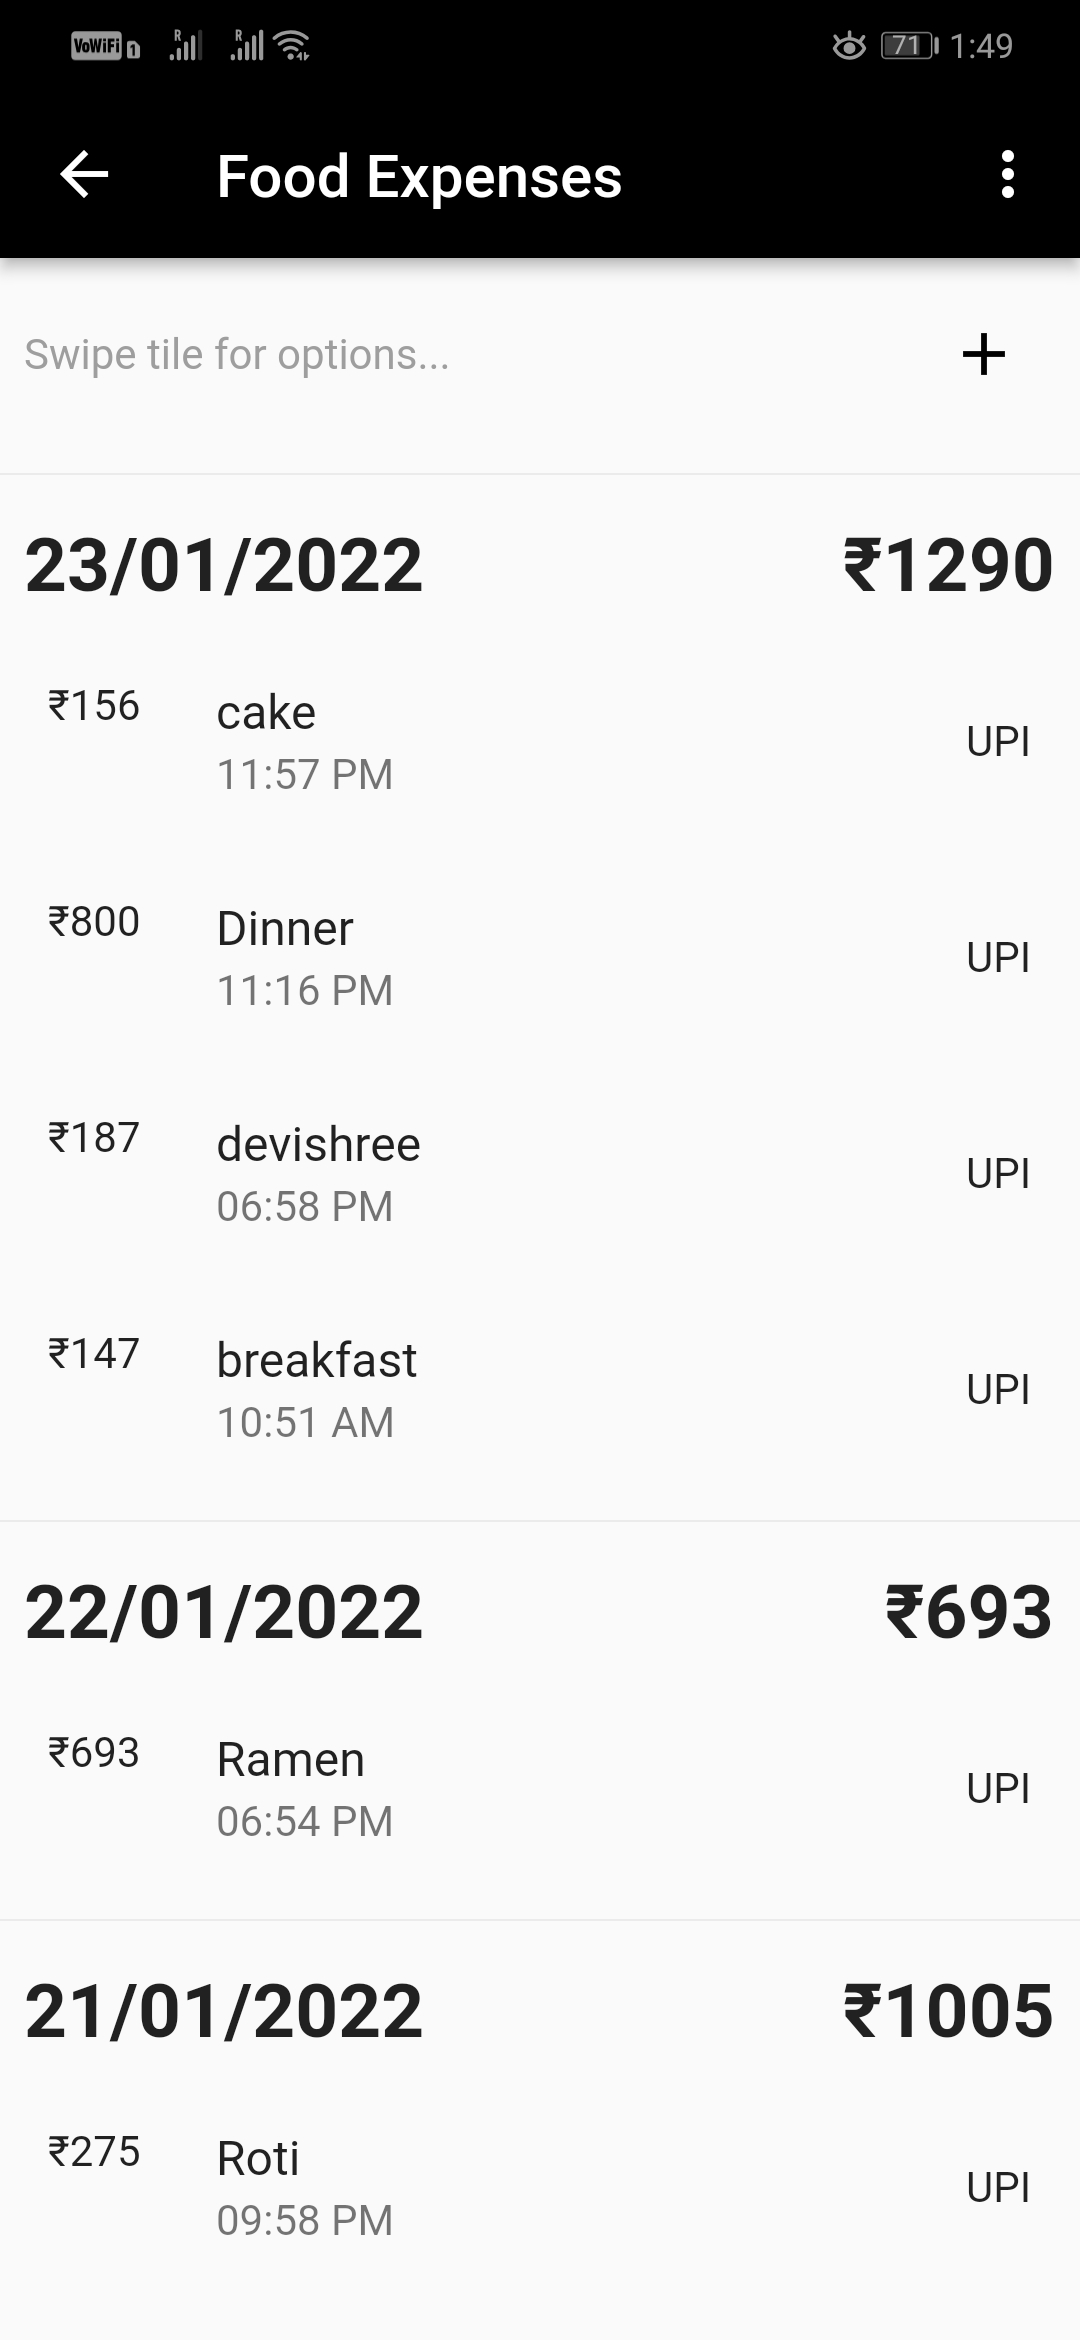 VoWiFi 1 R R 71 1:49
Food Expenses
Swipe tile for options...
23/01/2022 ₹1290
₹156 cake UPI
11:57 PM
₹800 Dinner UPI
11:16 PM
₹187 devishree UPI
06:58 PM
₹147 breakfast UPI
10:51 AM
22/01/2022 ₹693
₹693 Ramen UPI
06:54 PM
21/01/2022 ₹1005
₹275 Roti UPI
09:58 PM